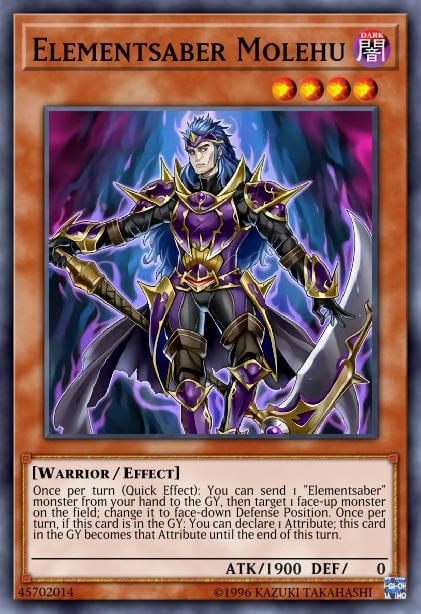 ELEMENTSABER MOLEHU
DARK
闇
[WARRIOR / EFFECT]
Once per turn (Quick Effect): You can send 1 "Elementsaber"
monster from your hand to the GY, then target 1 face-up monster
on the field; change it to face-down Defense Position. Once per
turn, if this card is in the GY: You can declare 1 Attribute; this card
in the GY becomes that Attribute until the end of this turn.
ATK/1900 DEF/ 0
45702014 ©1996 KAZUKI TAKAHASHI